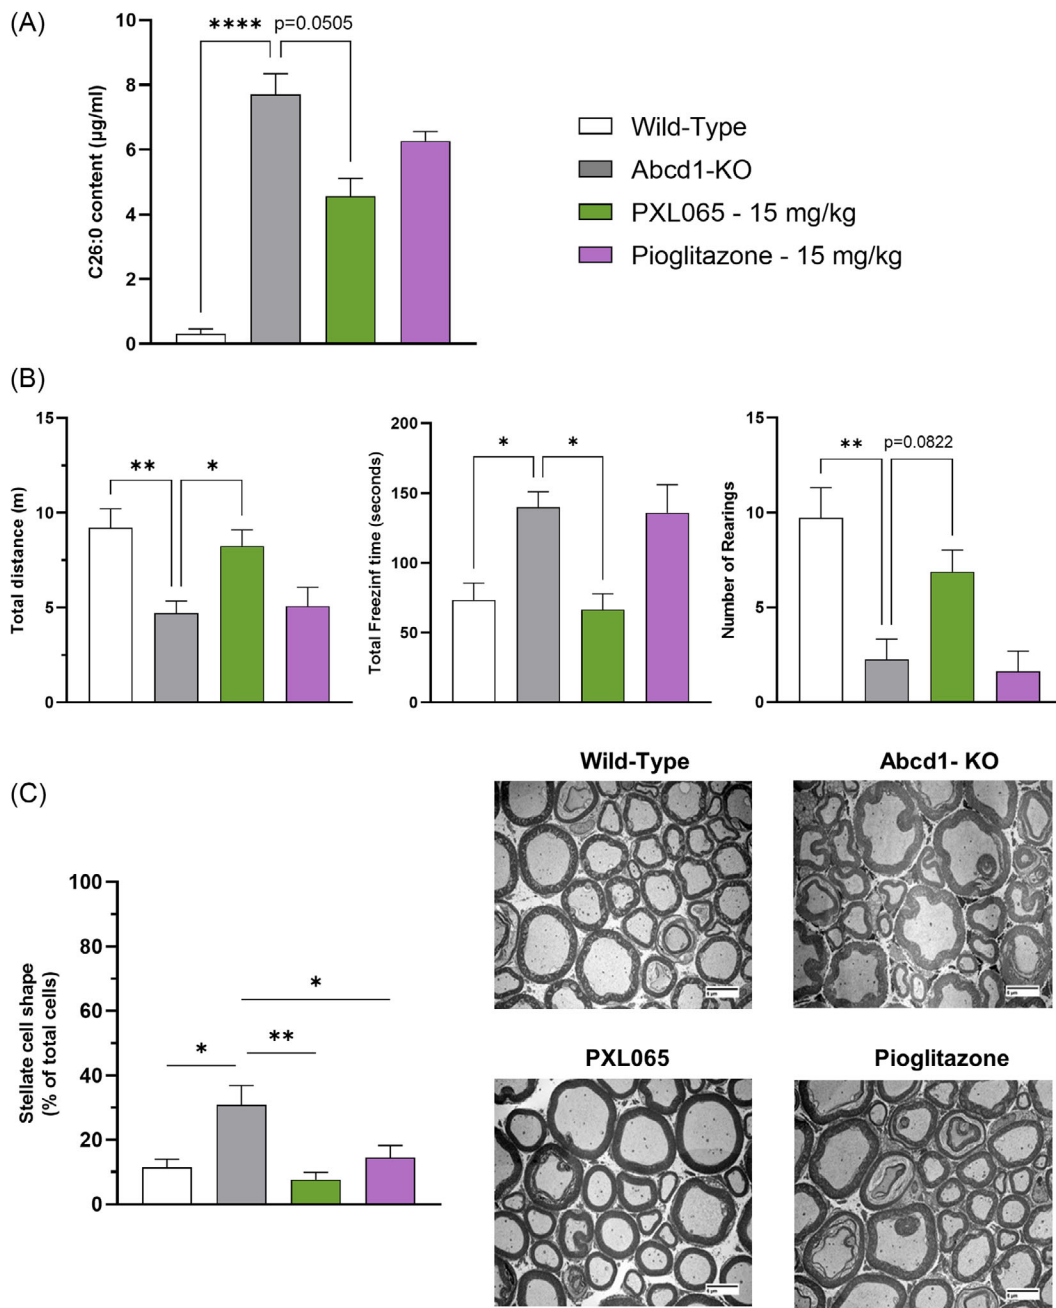 (A)
C26:0 content (µg/ml)
10
8
6
4
2
0
****
p=0.0505
Wild-Type
Abcd1-KO
PXL065 - 15 mg/kg
Pioglitazone - 15 mg/kg
(B)
Total distance (m)
15
10
5
0
**
*
Total Freezinf time (seconds)
200
150
100
50
0
*
*
Number of Rearings
15
10
5
0
**
p=0.0822
(C)
Stellate cell shape
(% of total cells)
100
80
60
40
20
0
*
**
*
Wild-Type
Abcd1- KO
PXL065
Pioglitazone